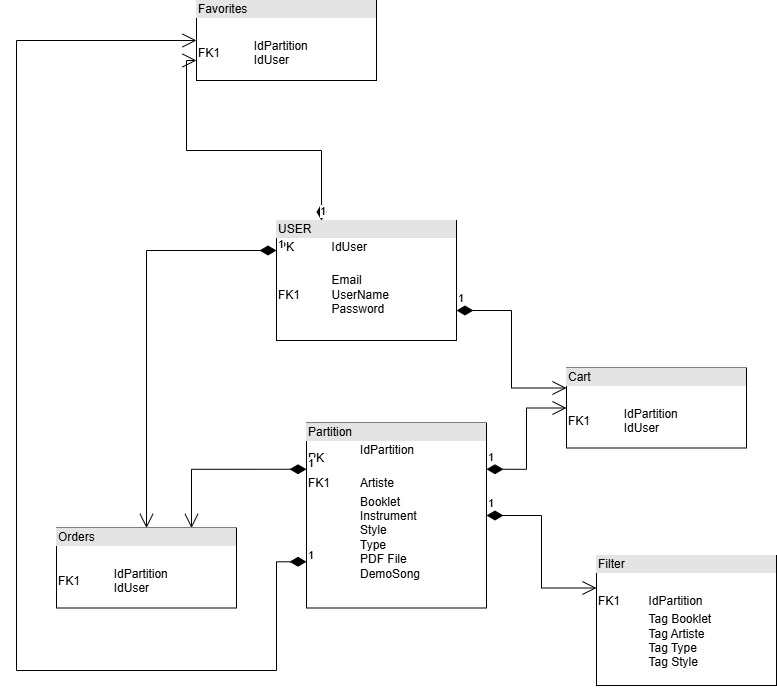 Favorites
FK1
IdPartition
IdUser
1
USER
1
PK
IdUser
Email
FK1
UserName
Password
1
Cart
FK1
IdPartition
IdUser
Partition
PK
1
IdPartition
FK1
Artiste
Booklet
Instrument
Style
Type
PDF File
DemoSong
1
1
1
Orders
FK1
IdPartition
IdUser
Filter
FK1
IdPartition
Tag Booklet
Tag Artiste
Tag Type
Tag Style